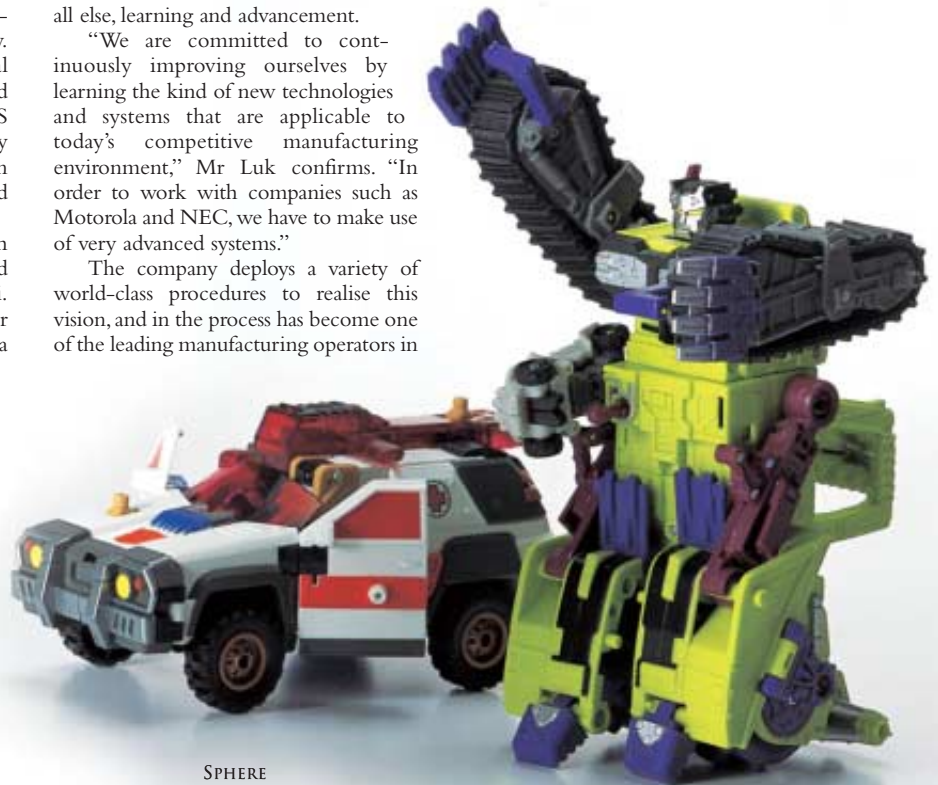 all else, learning and advancement.
“We are committed to cont-
inuously improving ourselves by
learning the kind of new technologies
and systems that are applicable to
today’s competitive manufacturing
environment,” Mr Luk confirms. “In
order to work with companies such as
Motorola and NEC, we have to make use
of very advanced systems.”
The company deploys a variety of
world-class procedures to realise this
vision, and in the process has become one
of the leading manufacturing operators in
SPHERE